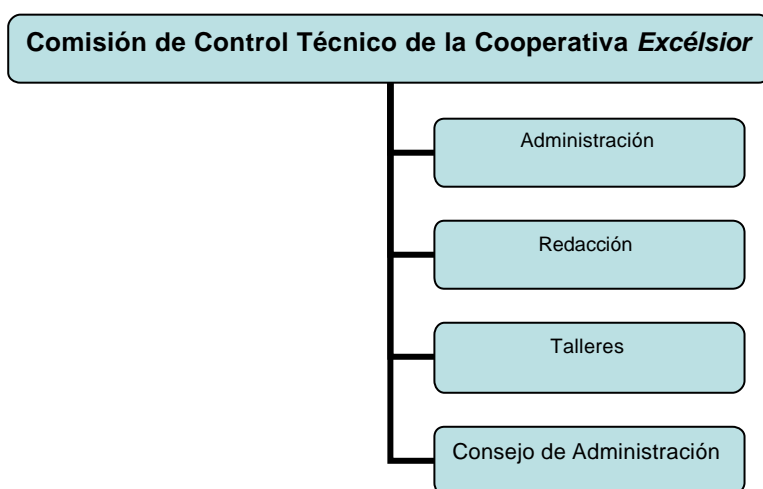 Comisión de Control Técnico de la Cooperativa Excélsior
Administración
Redacción
Talleres
Consejo de Administración